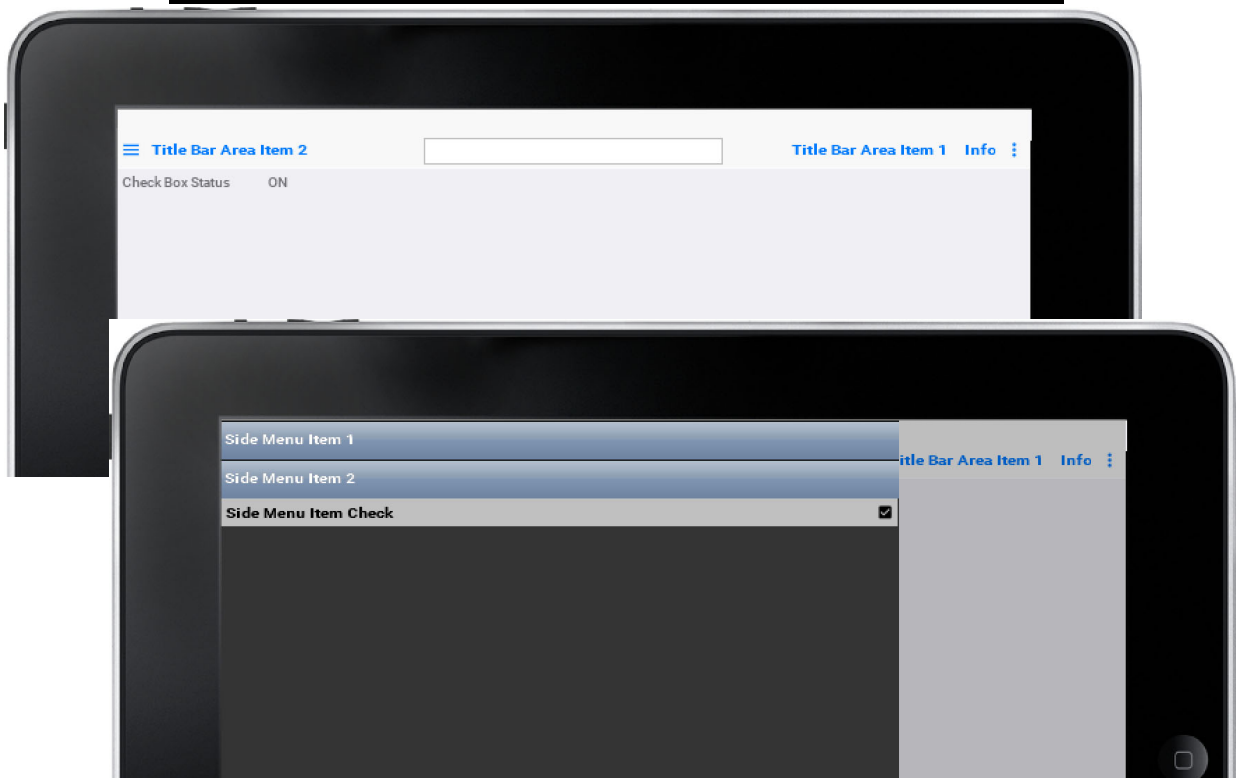 Title Bar Area Item 2 Title Bar Area Item 1 Info
Check Box Status ON
Side Menu Item 1
itle Bar Area Item 1 Info
Side Menu Item 2
Side Menu Item Check